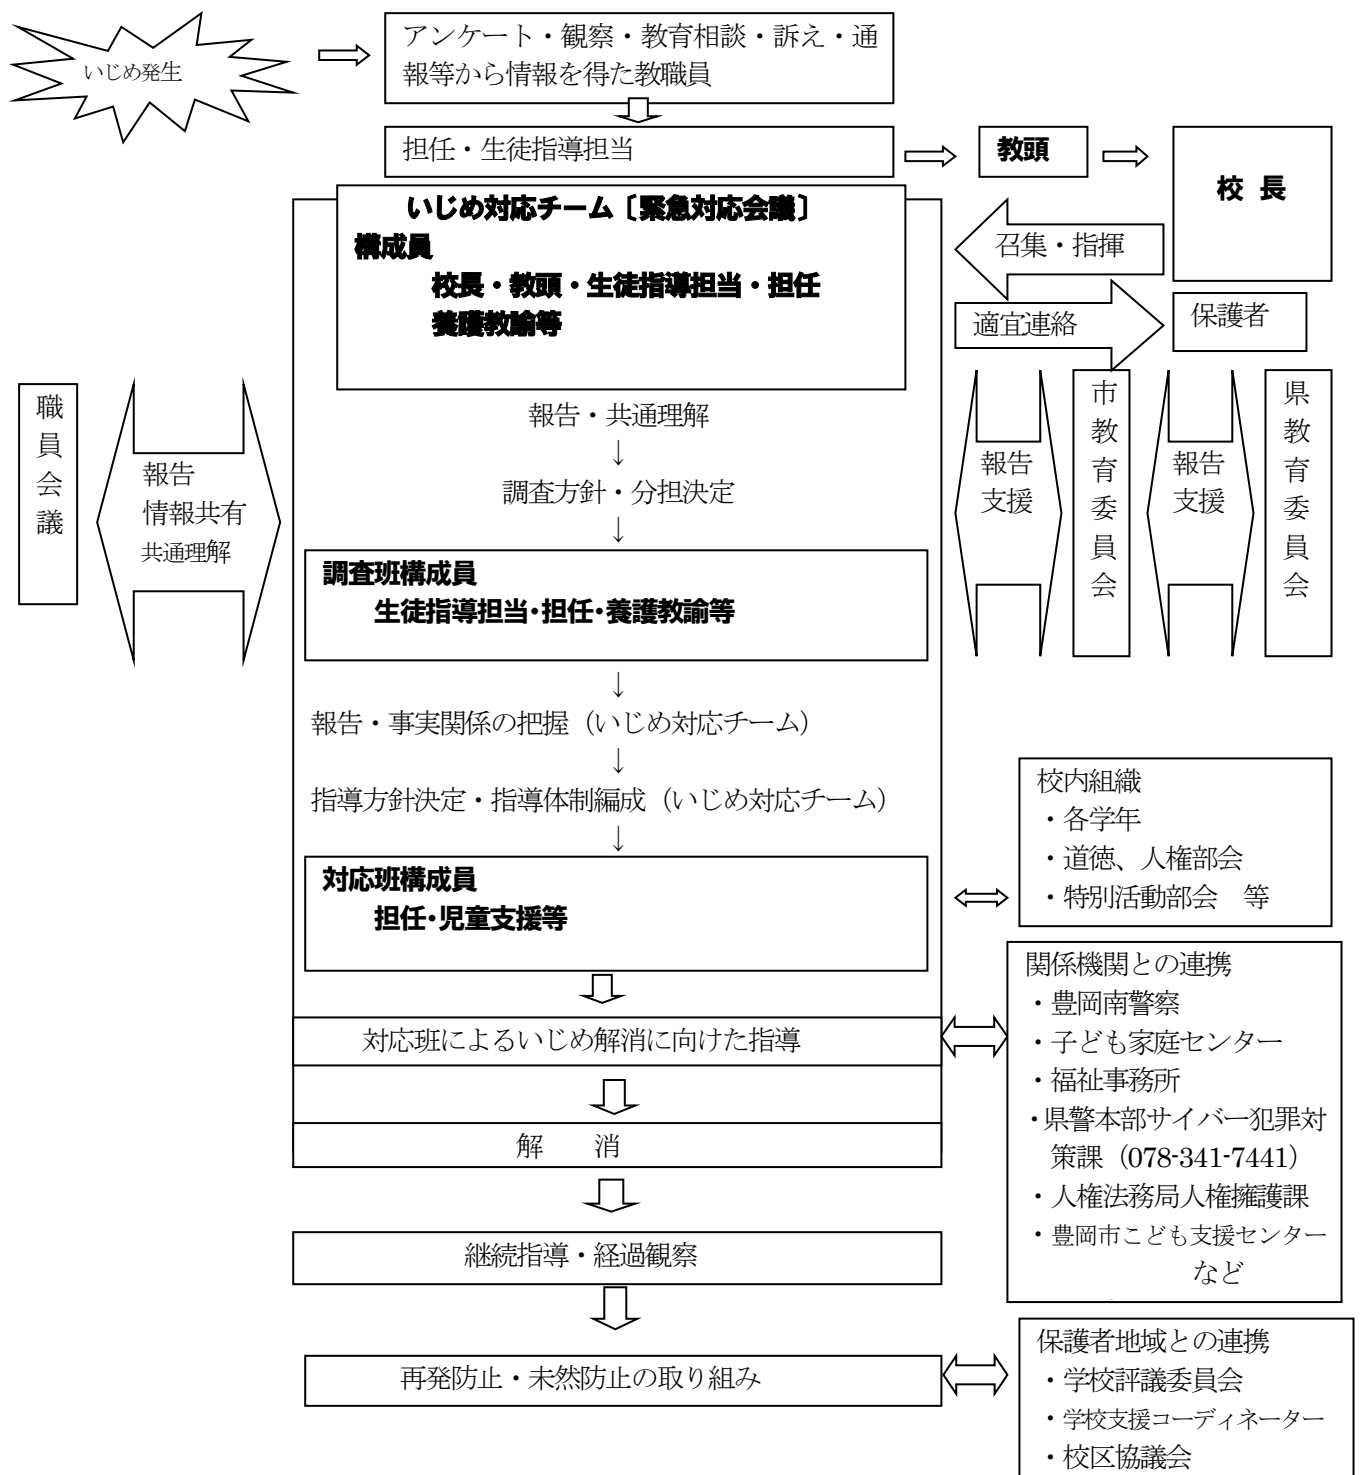 いじめ発生
アンケート・観察・教育相談・訴え・通
報等から情報を得た教職員
担任・生徒指導担当
教頭
校 長
いじめ対応チーム〔緊急対応会議〕
構成員
校長・教頭・生徒指導担当・担任
養護教諭等
召集・指揮
適宜連絡
保護者
職員会議
報告
情報共有
共通理解
報告・共通理解
↓
調査方針・分担決定
↓
報告
支援
市教育委員会
報告
支援
県教育委員会
調査班構成員
生徒指導担当・担任・養護教諭等
↓
報告・事実関係の把握（いじめ対応チーム）
↓
指導方針決定・指導体制編成（いじめ対応チーム）
↓
対応班構成員
担任・児童支援等
校内組織
・各学年
・道徳、人権部会
・特別活動部会　等
対応班によるいじめ解消に向けた指導
関係機関との連携
・豊岡南警察
・子ども家庭センター
・福祉事務所
・県警本部サイバー犯罪対
策課（078-341-7441）
・人権法務局人権擁護課
・豊岡市こども支援センター
など
解　　消
継続指導・経過観察
再発防止・未然防止の取り組み
保護者地域との連携
・学校評議委員会
・学校支援コーディネーター
・校区協議会